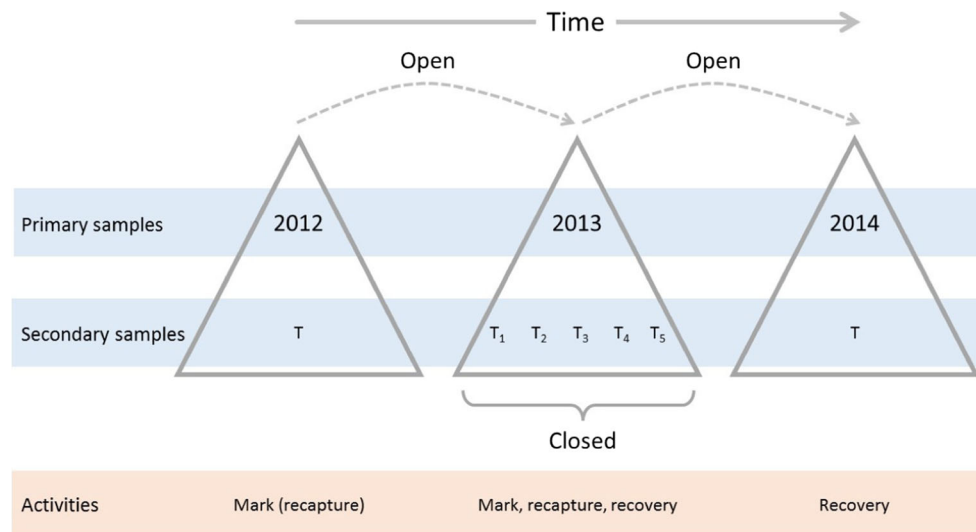 Time
Open Open
Primary samples 2012 2013 2014
Secondary samples T T₁ T₂ T₃ T₄ T₅ T
Closed
Activities Mark (recapture) Mark, recapture, recovery Recovery